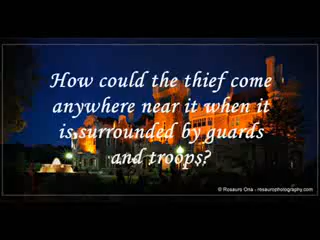 How could the thief come
anywhere near it when it
is surrounded by guards
and troops?
© Rosauro Ona - rosaurophotography.com